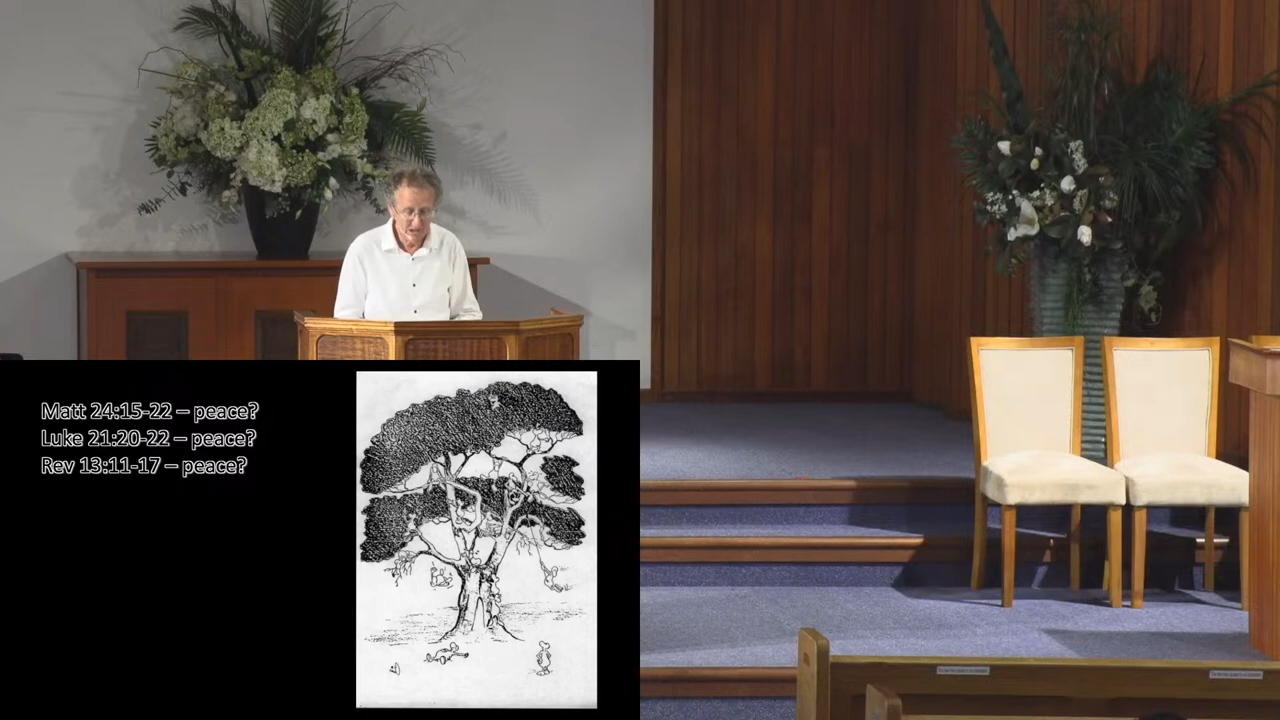 Matt 24:15-22 – peace?
Luke 21:20-22 – peace?
Rev 13:11-17 – peace?